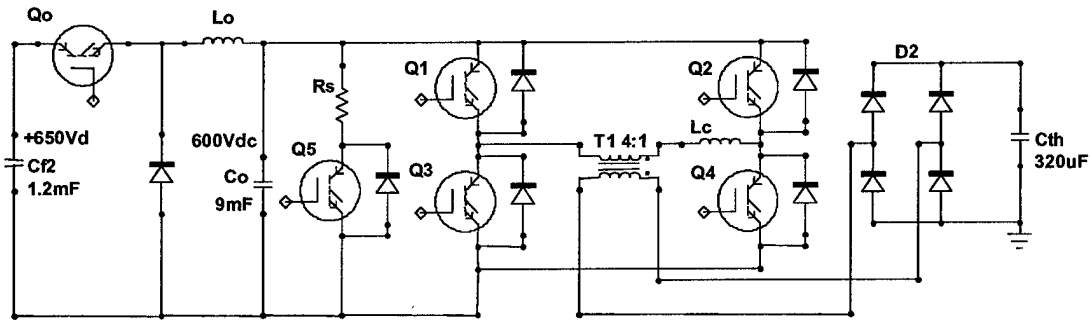 Qo
Lo
D2
Q1
Q2
Rs
+650Vd
600Vdc
Q5
T1 4:1
Lc
Cth
320uF
Cf2
1.2mF
Co
9mF
Q3
Q4